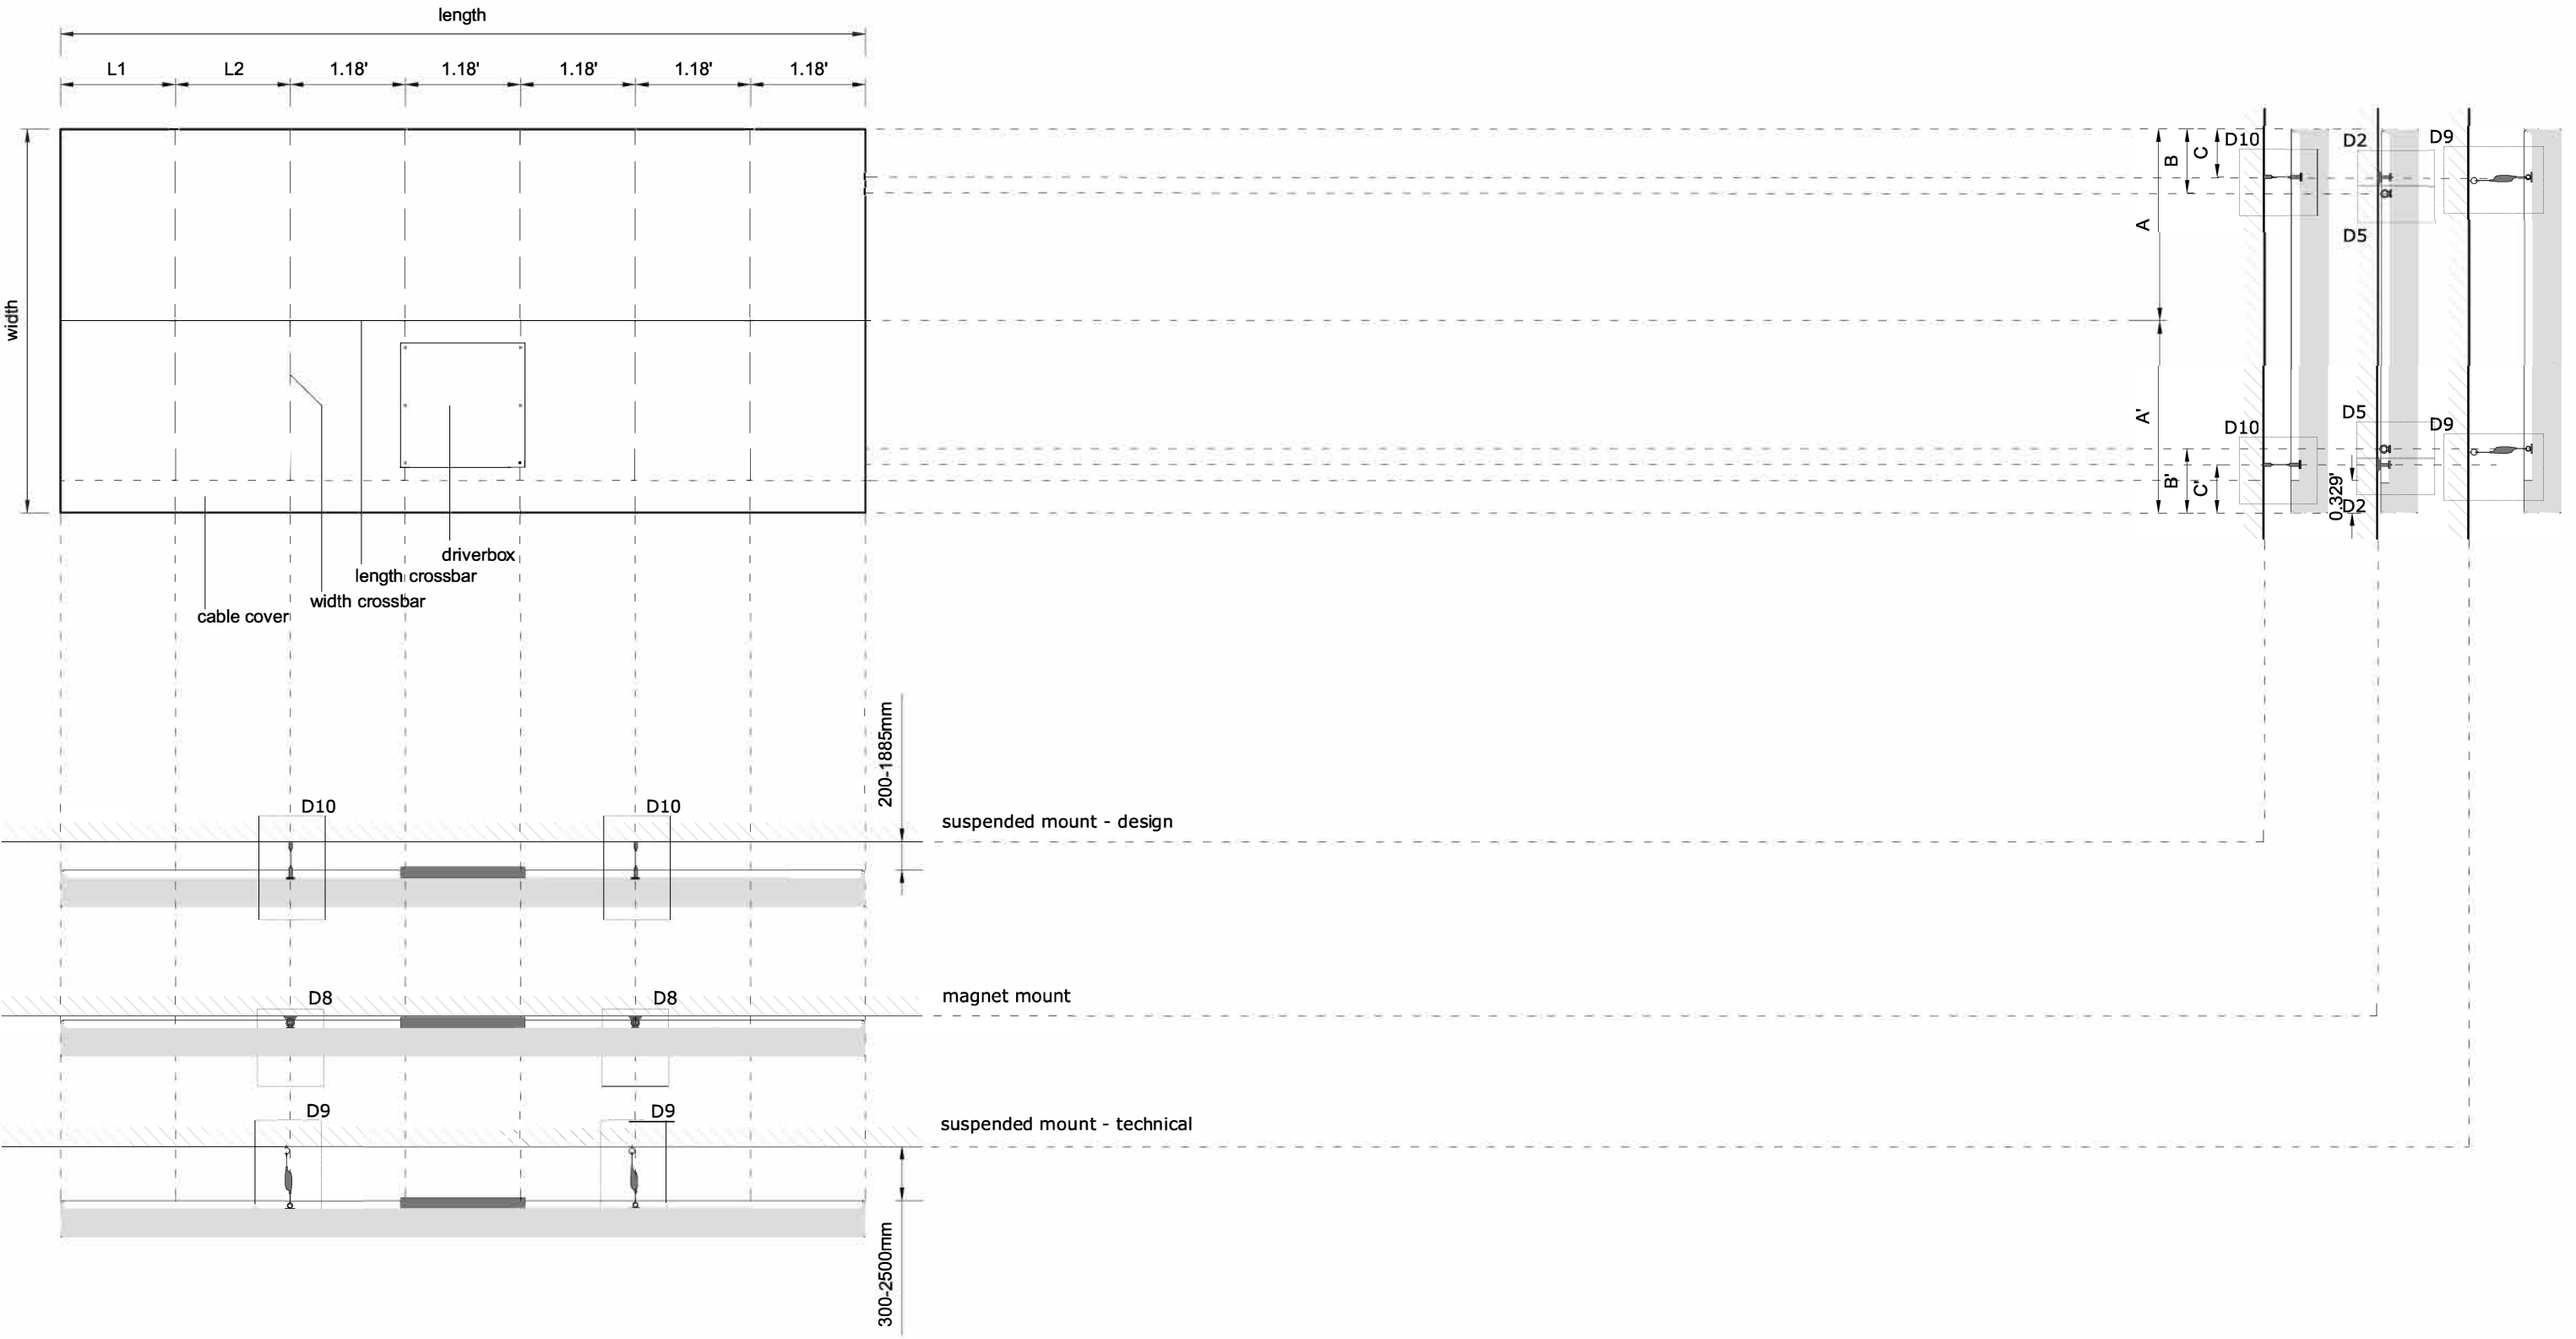 length
L1 L2 1.18' 1.18' 1.18' 1.18' 1.18'
width
driverbox
length crossbar
width crossbar
cable cover
A B C
A' B' C'
D10 D2 D9
D5
D5
D10 D9
0.329'
D2
200-1885mm
D10 D10
suspended mount - design
D8 D8
magnet mount
D9 D9
suspended mount - technical
300-2500mm